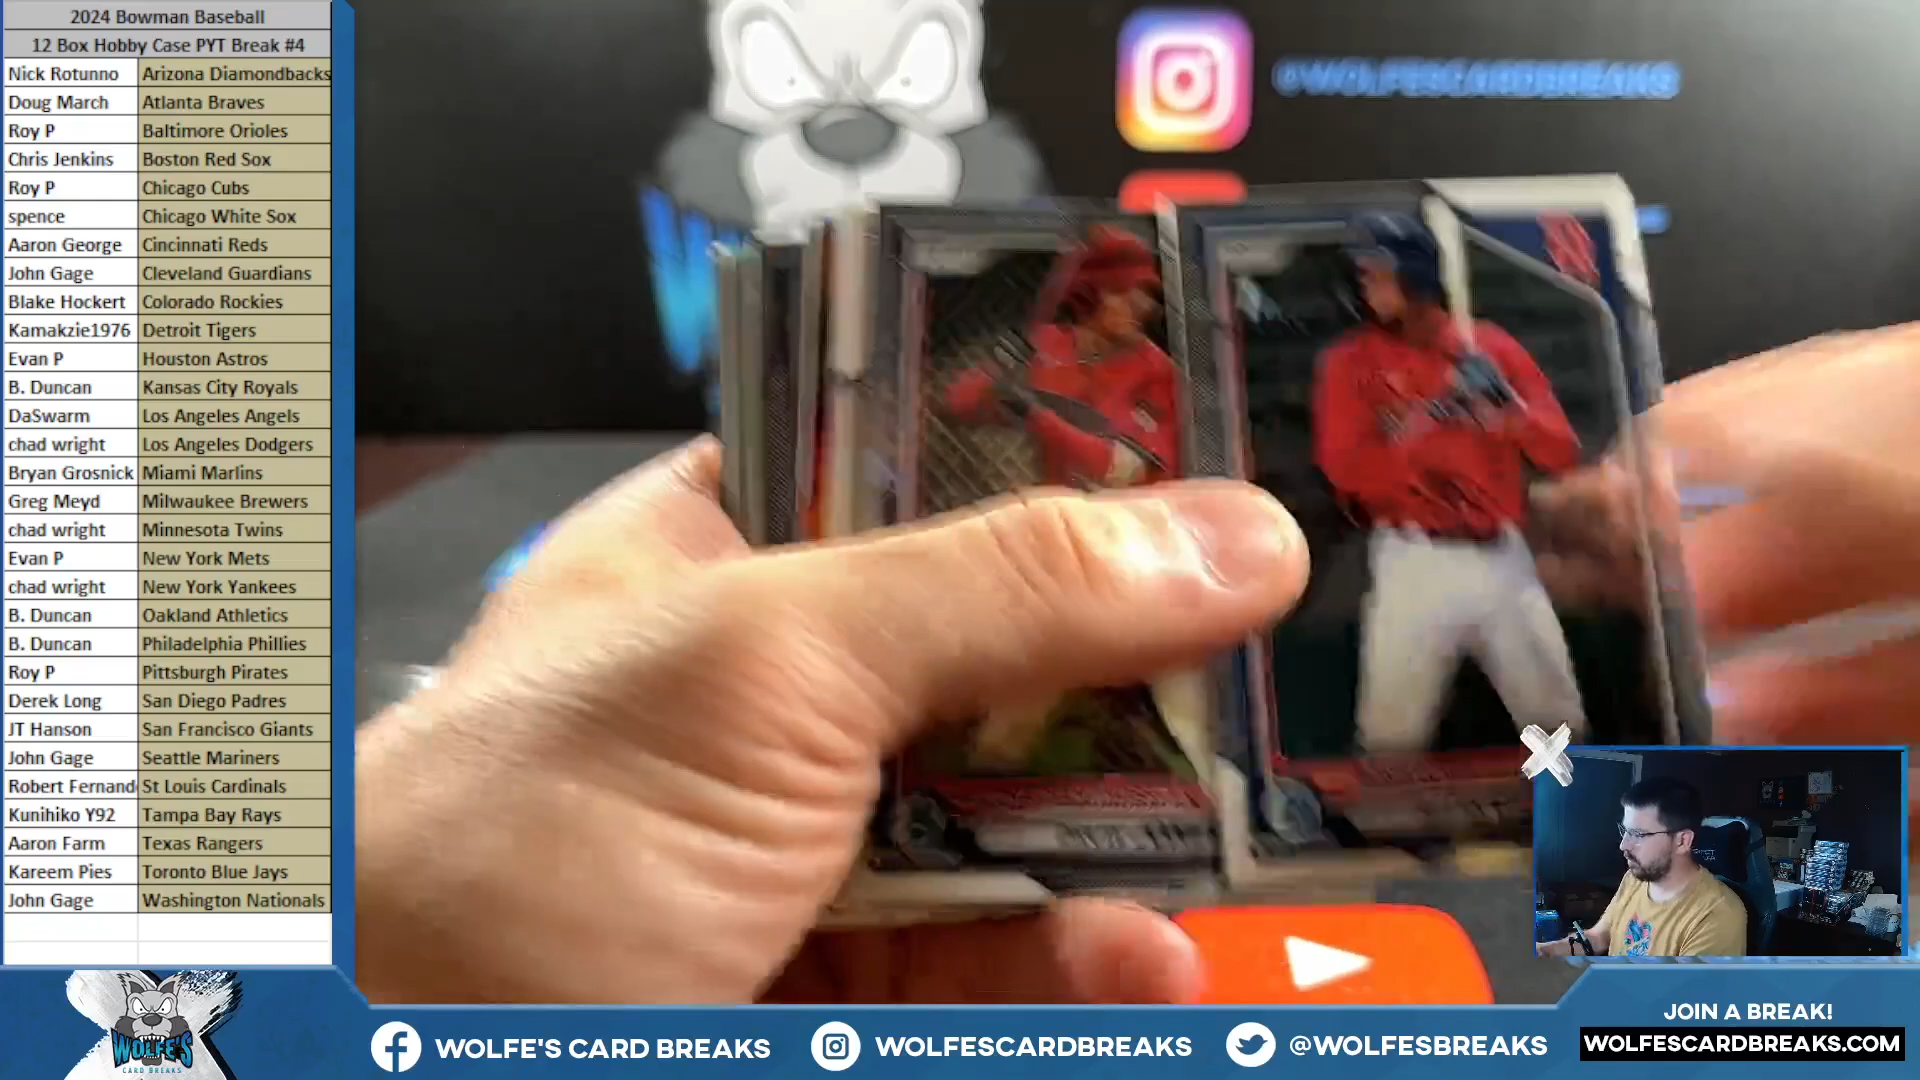 2024 Bowman Baseball
12 Box Hobby Case PYT Break #4
Nick Rotunno Arizona Diamondbacks
Doug March Atlanta Braves
Roy P Baltimore Orioles
Chris Jenkins Boston Red Sox
Roy P Chicago Cubs
spence Chicago White Sox
Aaron George Cincinnati Reds
John Gage Cleveland Guardians
Blake Hockert Colorado Rockies
Kamakzie1976 Detroit Tigers
Evan P Houston Astros
B. Duncan Kansas City Royals
DaSwarm Los Angeles Angels
chad wright Los Angeles Dodgers
Bryan Grosnick Miami Marlins
Greg Meyd Milwaukee Brewers
chad wright Minnesota Twins
Evan P New York Mets
chad wright New York Yankees
B. Duncan Oakland Athletics
B. Duncan Philadelphia Phillies
Roy P Pittsburgh Pirates
Derek Long San Diego Padres
JT Hanson San Francisco Giants
John Gage Seattle Mariners
Robert Fernand St Louis Cardinals
Kunihiko Y92 Tampa Bay Rays
Aaron Farm Texas Rangers
Kareem Pies Toronto Blue Jays
John Gage Washington Nationals
@WOLFESCARDBREAKS
WOLFE'S
CARD BREAKS
WOLFE'S CARD BREAKS
WOLFESCARDBREAKS
@WOLFESBREAKS
JOIN A BREAK!
WOLFESCARDBREAKS.COM